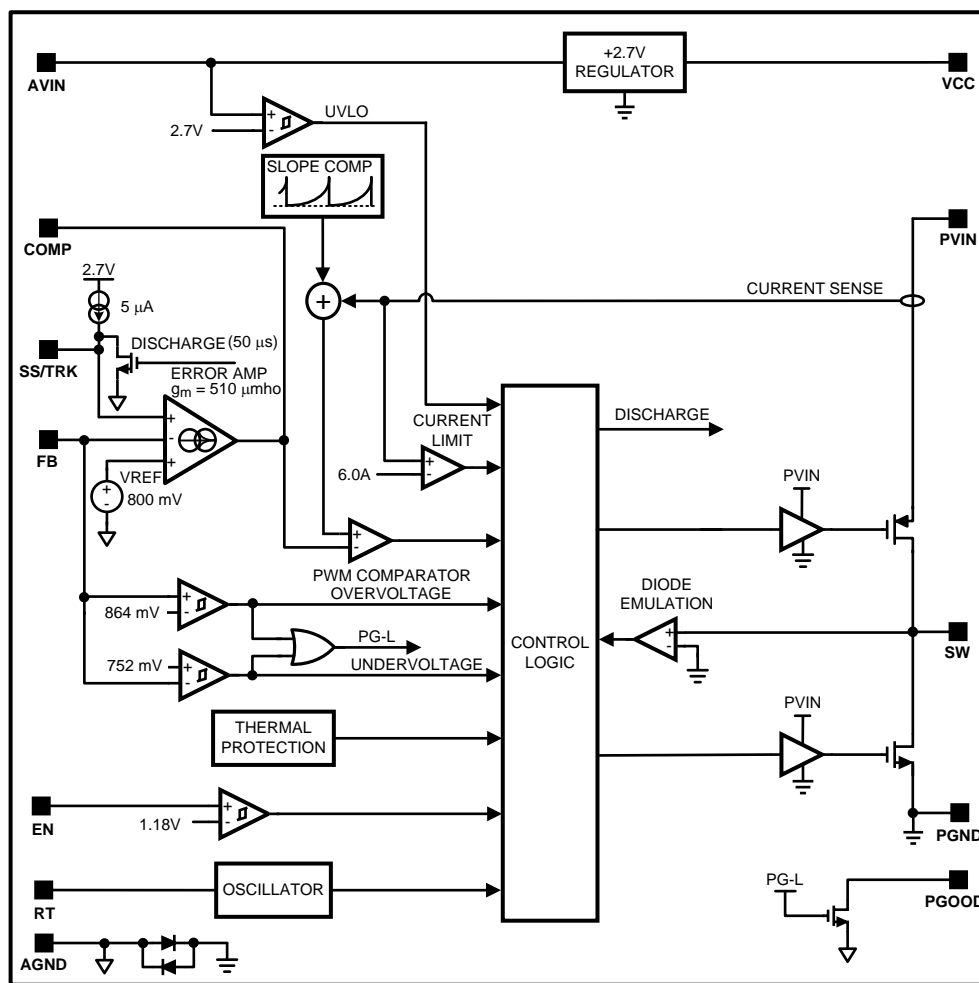 +2.7V
REGULATOR
AVIN
VCC
+
-
UVLO
2.7V
SLOPE COMP
COMP
PVIN
2.7V
5 µA
+
CURRENT SENSE
DISCHARGE (50 µs)
SS/TRK
ERROR AMP
gm = 510 µmho
+
-
+
FB
CURRENT
LIMIT
DISCHARGE
+
-
6.0A
VREF
800 mV
+
-
PVIN
+
-
PWM COMPARATOR
OVERVOLTAGE
+
-
864 mV
DIODE
EMULATION
CONTROL
LOGIC
PG-L
+
-
SW
752 mV
+
-
UNDERVOLTAGE
PVIN
THERMAL
PROTECTION
EN
+
-
1.18V
PGND
OSCILLATOR
RT
PG-L
PGOOD
AGND